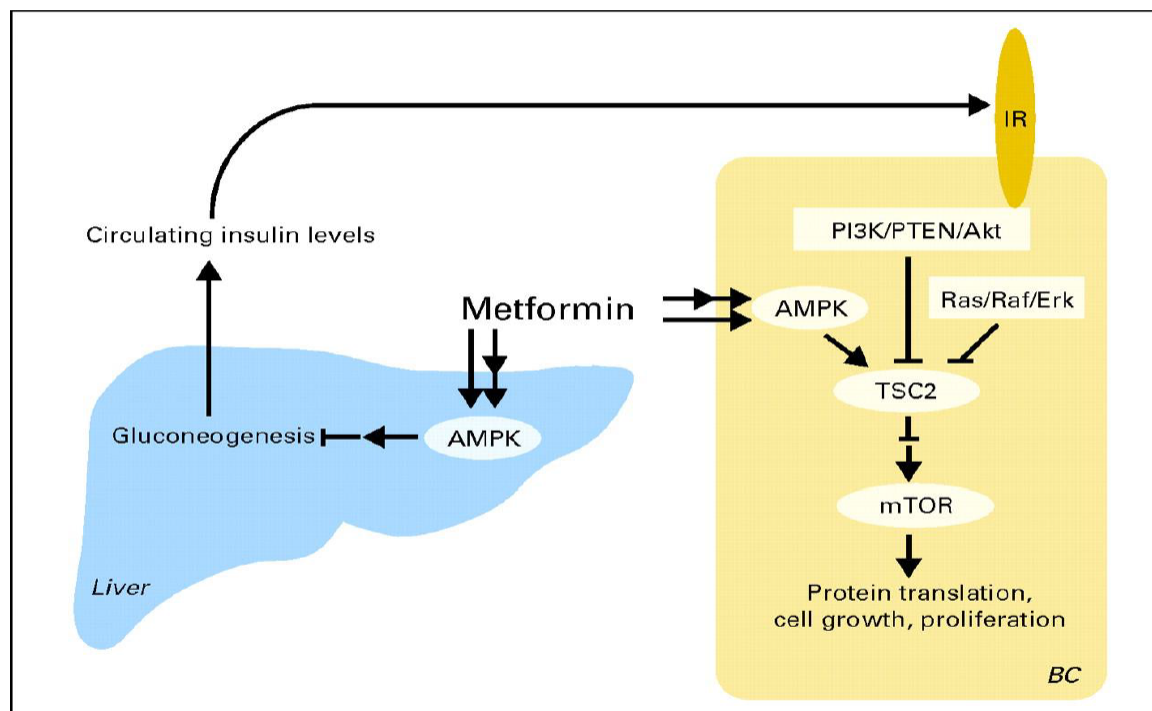 IR
Circulating insulin levels
PI3K/PTEN/Akt
Metformin
AMPK
Ras/Raf/Erk
TSC2
Gluconeogenesis
AMPK
mTOR
Liver
Protein translation,
cell growth, proliferation
BC